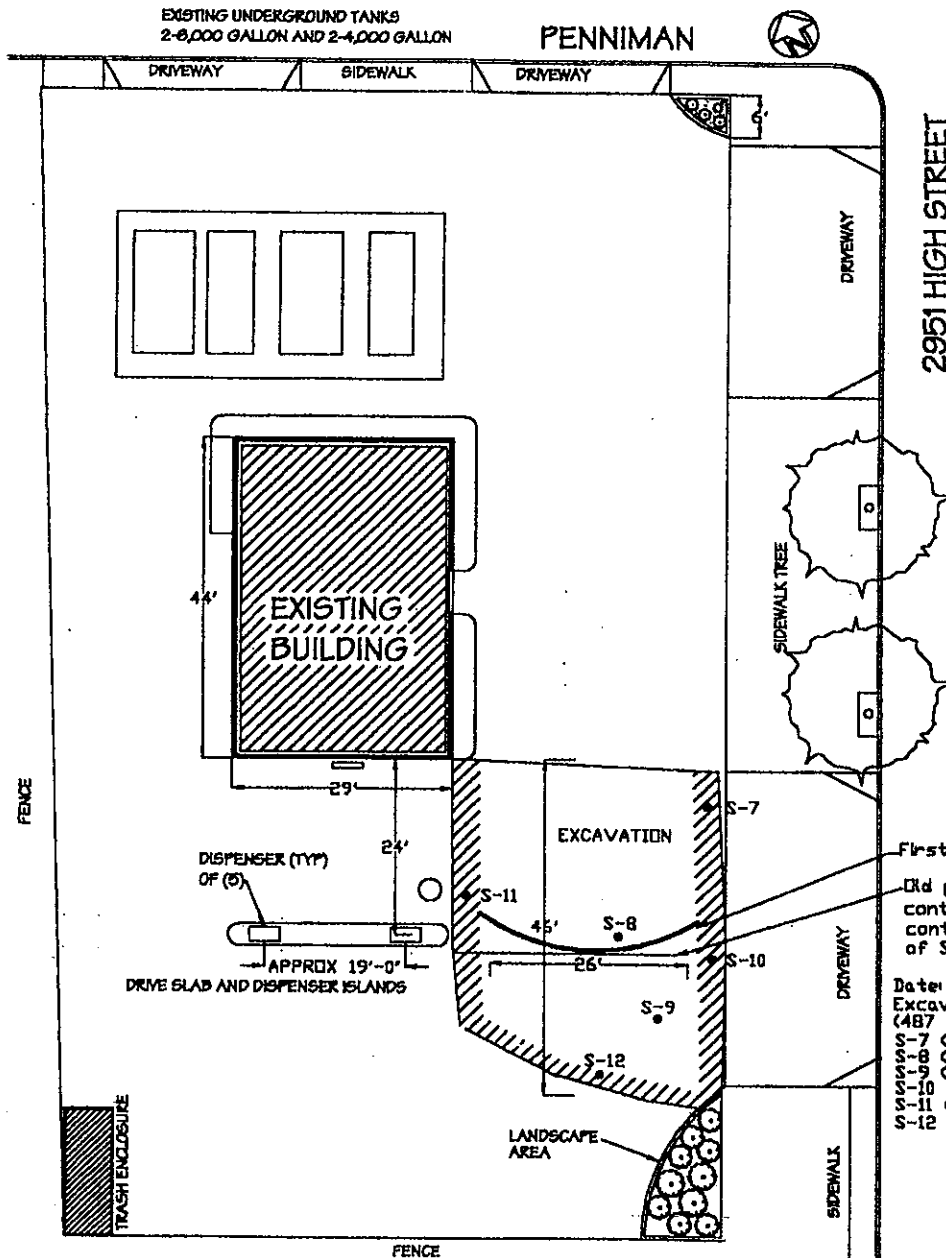 EXISTING UNDERGROUND TANKS
2-6,000 GALLON AND 2-4,000 GALLON
PENNIMAN
DRIVEWAY
SIDEWALK
DRIVEWAY
6'
2951 HIGH STREET
DRIVEWAY
SIDEWALK TREE
44'
EXISTING
BUILDING
29'
24'
FENCE
EXCAVATION
S-7
First
DISPENSER (TYP)
OF (5)
S-11
S-8
Old
cont
cont
of S
46'
26'
S-10
APPROX 19'-0"
DRIVE SLAB AND DISPENSER ISLANDS
S-9
DRIVEWAY
Date:
Excav
(487
S-7
S-8
S-9
S-10
S-11
S-12
S-12
TRASH ENCLOSURE
LANDSCAPE
AREA
SIDEWALK
FENCE